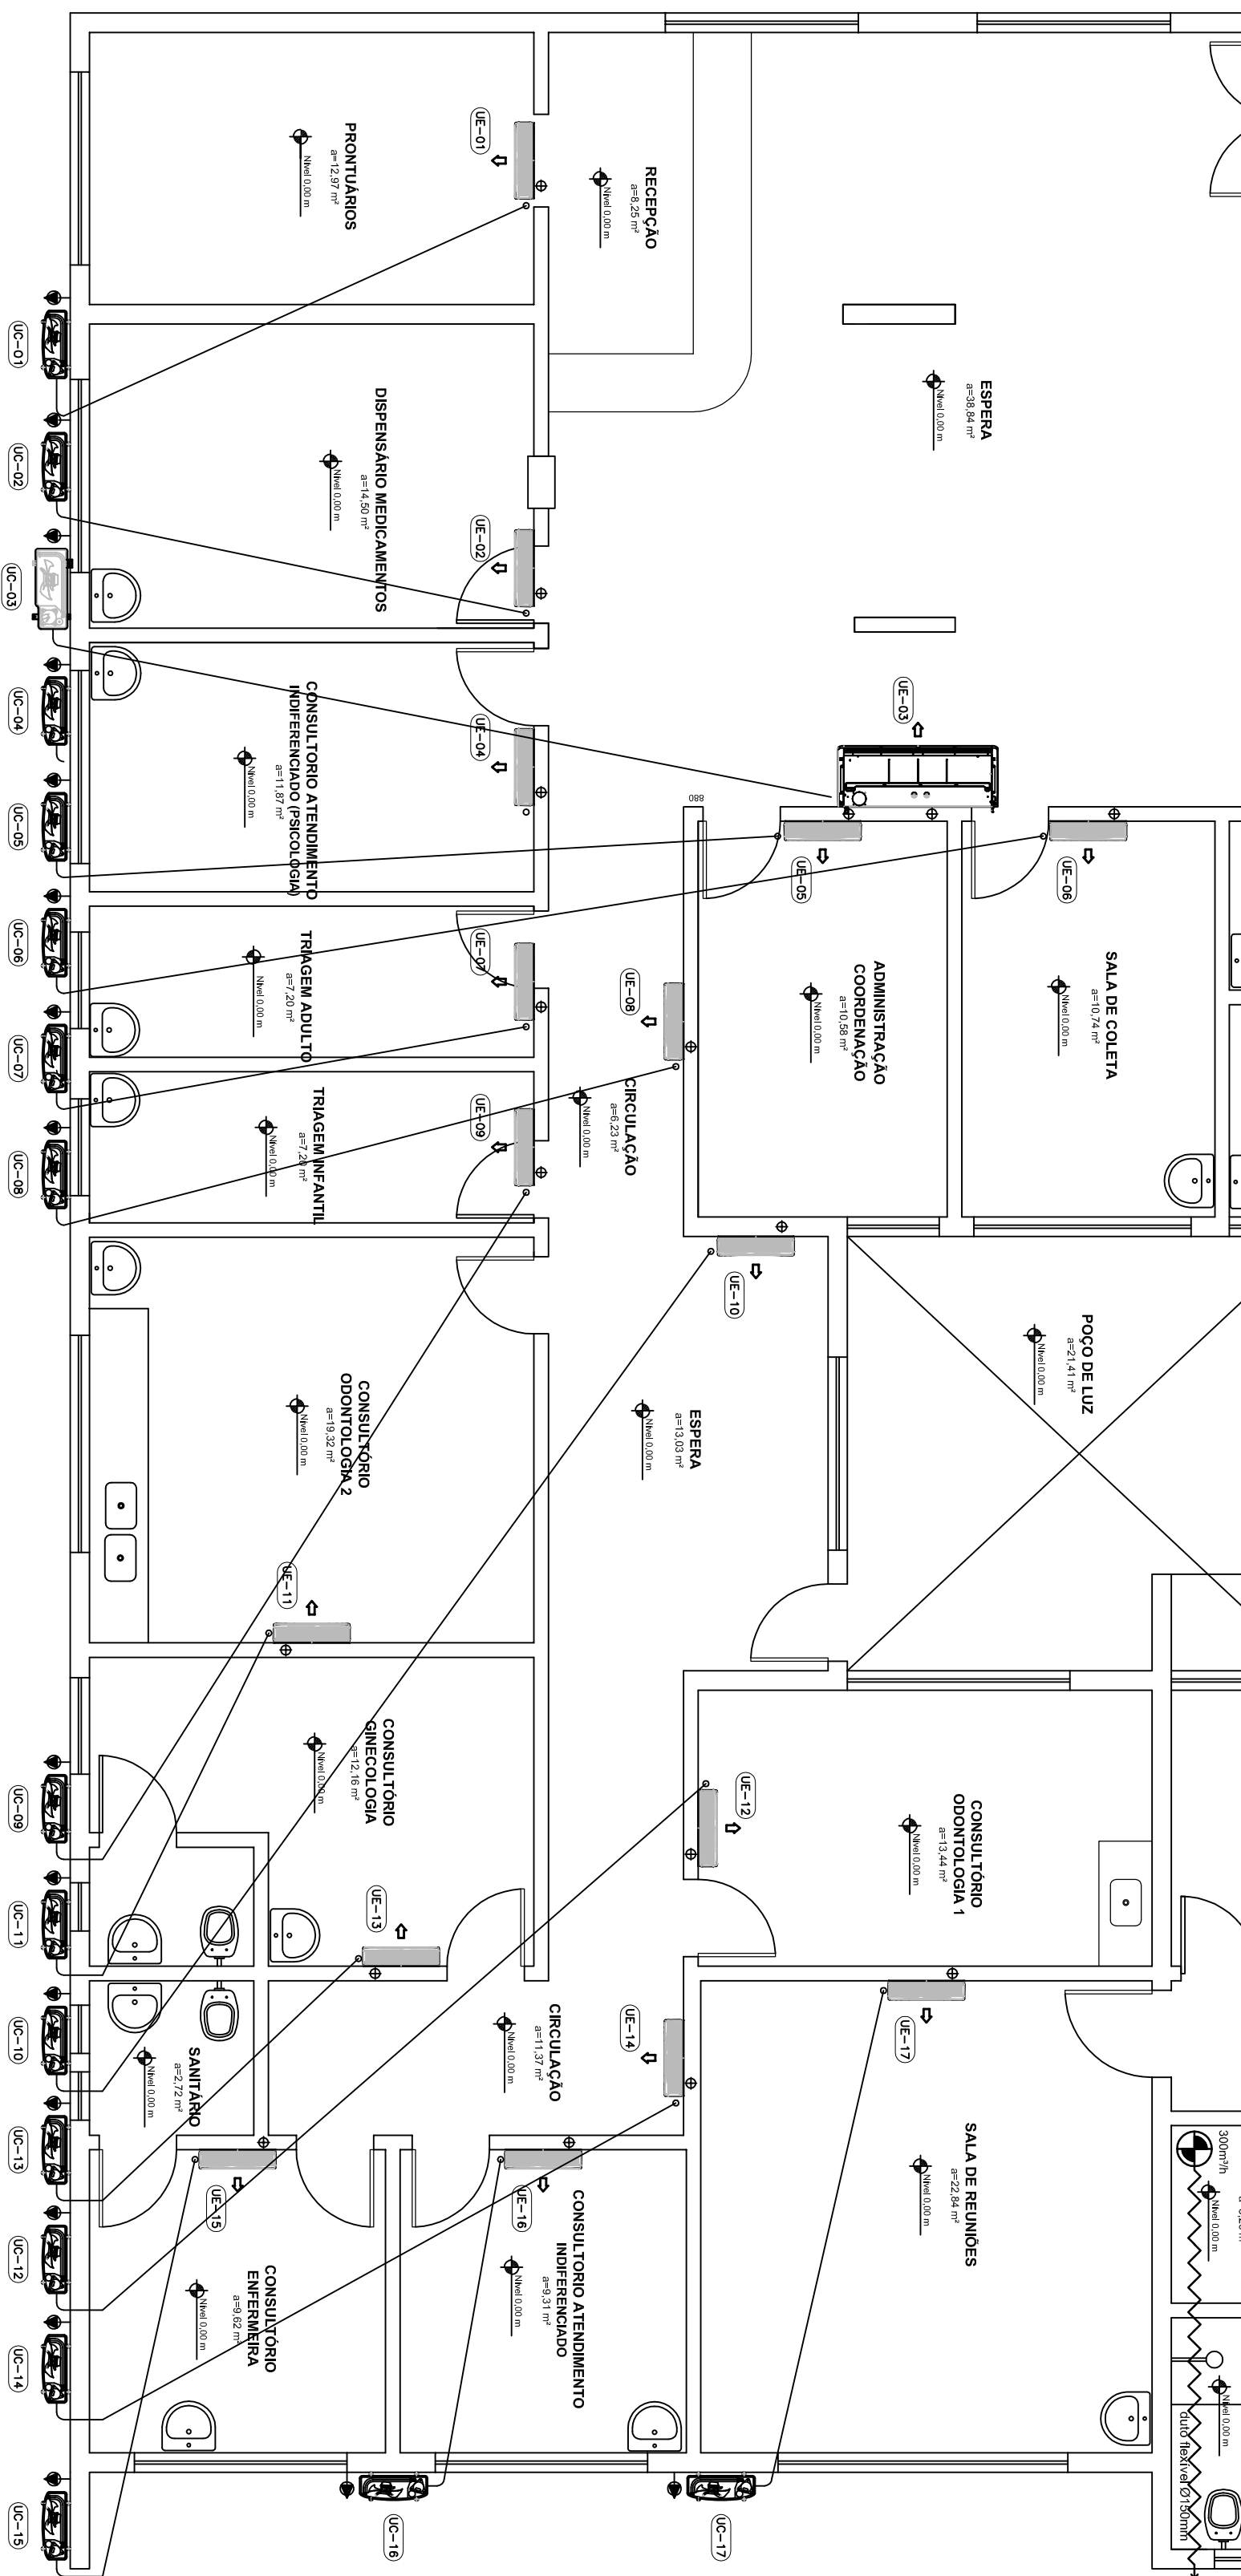 PRONTUÁRIOS
a=12,97 m²
Nível 0,00 m
UE-01
RECEPÇÃO
a=8,25 m²
Nível 0,00 m
ESPERA
a=38,84 m²
Nível 0,00 m
DISPENSÁRIO MEDICAMENTOS
a=14,50 m²
Nível 0,00 m
UE-02
UE-03
CONSULTORIO ATENDIMENTO
INDIFERENCIADO (PSICOLOGIA)
a=11,87 m²
Nível 0,00 m
UE-04
880
UE-05
UE-06
ADMINISTRAÇÃO
COORDENAÇÃO
a=10,58 m²
Nível 0,00 m
SALA DE COLETA
a=10,74 m²
Nível 0,00 m
TRIAGEM ADULTO
a=7,20 m²
Nível 0,00 m
UE-07
UE-08
CIRCULAÇÃO
a=6,23 m²
Nível 0,00 m
TRIAGEM INFANTIL
a=7,20 m²
Nível 0,00 m
UE-09
UE-10
POÇO DE LUZ
a=21,41 m²
Nível 0,00 m
CONSULTÓRIO
ODONTOLOGIA 2
a=19,32 m²
Nível 0,00 m
ESPERA
a=13,03 m²
Nível 0,00 m
UE-11
CONSULTÓRIO
GINECOLOGIA
a=12,16 m²
Nível 0,00 m
UE-12
CONSULTÓRIO
ODONTOLOGIA 1
a=13,44 m²
Nível 0,00 m
UE-13
CIRCULAÇÃO
a=11,37 m²
Nível 0,00 m
UE-14
UE-17
SANITÁRIO
a=2,72 m²
Nível 0,00 m
SALA DE REUNIÕES
a=22,84 m²
Nível 0,00 m
300m³/h
Nível 0,00 m
UE-15
UE-16
CONSULTÓRIO
ENFERMEIRA
a=9,62 m²
Nível 0,00 m
CONSULTORIO ATENDIMENTO
INDIFERENCIADO
a=9,31 m²
Nível 0,00 m
Nível 0,00 m
duto flexível Ø150mm
UC-01
UC-02
UC-03
UC-04
UC-05
UC-06
UC-07
UC-08
UC-09
UC-11
UC-10
UC-13
UC-12
UC-14
UC-15
UC-16
UC-17